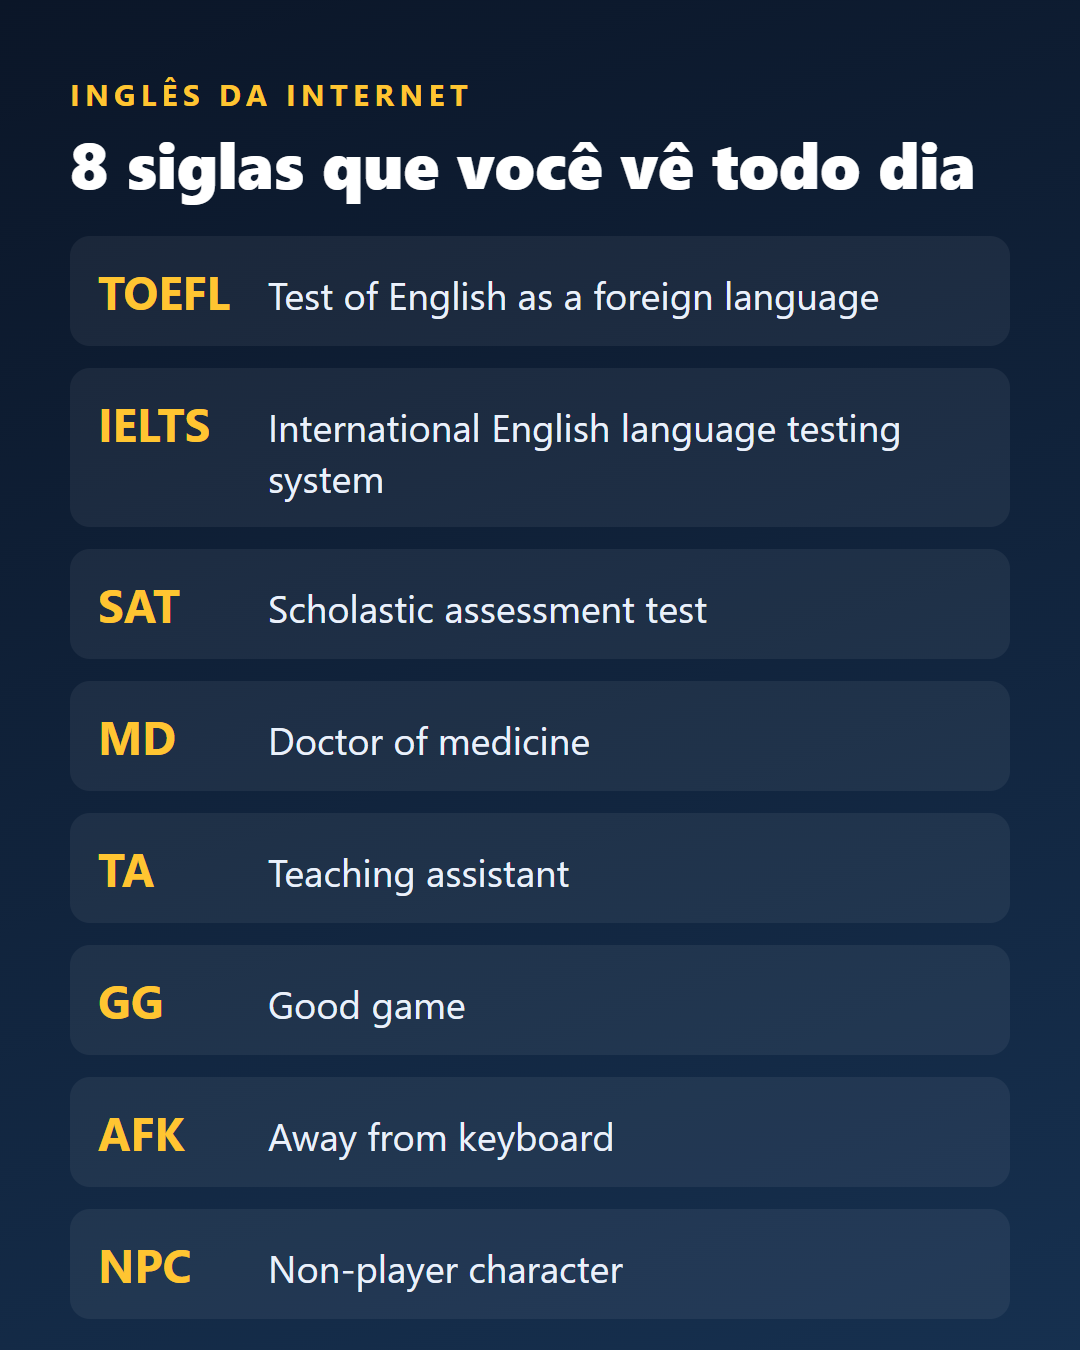 INGLÊS DA INTERNET
8 siglas que você vê todo dia
TOEFL Test of English as a foreign language
IELTS International English language testing
system
SAT Scholastic assessment test
MD Doctor of medicine
TA Teaching assistant
GG Good game
AFK Away from keyboard
NPC Non-player character